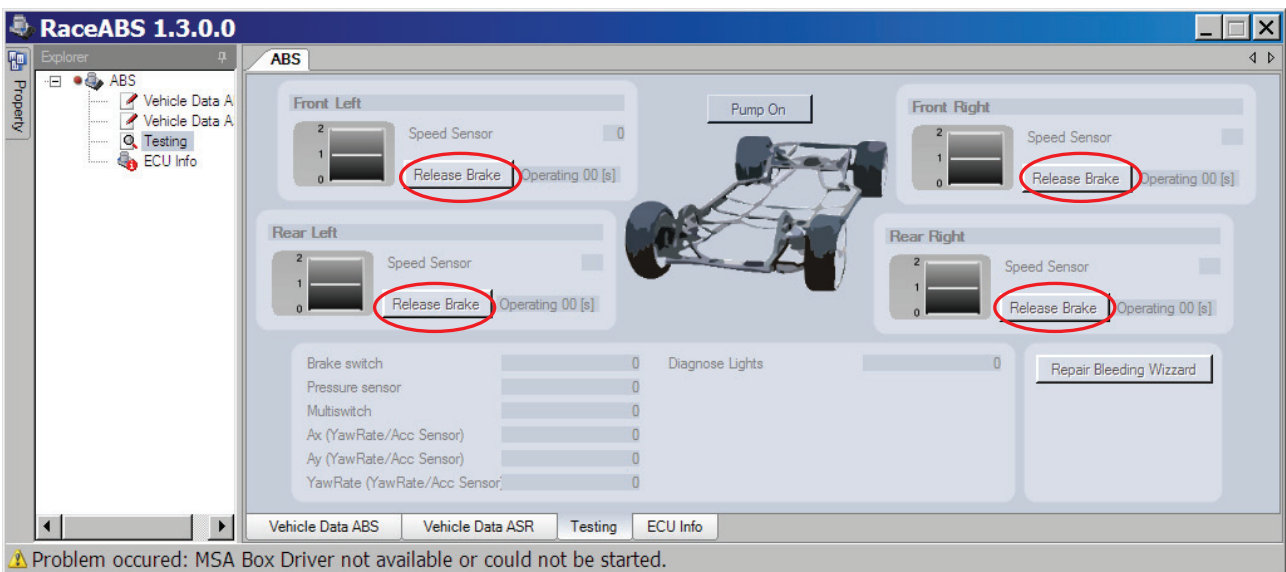 RaceABS 1.3.0.0
Property
Explorer
ABS
Vehicle Data A
Vehicle Data A
Testing
ECU Info
ABS
Front Left
2
1
0
Speed Sensor 0
Release Brake Operating 00 [s]
Pump On
Front Right
2
1
0
Speed Sensor
Release Brake Operating 00 [s]
Rear Left
2
1
0
Speed Sensor
Release Brake Operating 00 [s]
Rear Right
2
1
0
Speed Sensor
Release Brake Operating 00 [s]
Brake switch 0
Pressure sensor 0
Multiswitch 0
Ax (YawRate/Acc Sensor) 0
Ay (YawRate/Acc Sensor) 0
YawRate (YawRate/Acc Sensor 0
Diagnose Lights 0
Repair Bleeding Wizzard
Vehicle Data ABS Vehicle Data ASR Testing ECU Info
Problem occured: MSA Box Driver not available or could not be started.